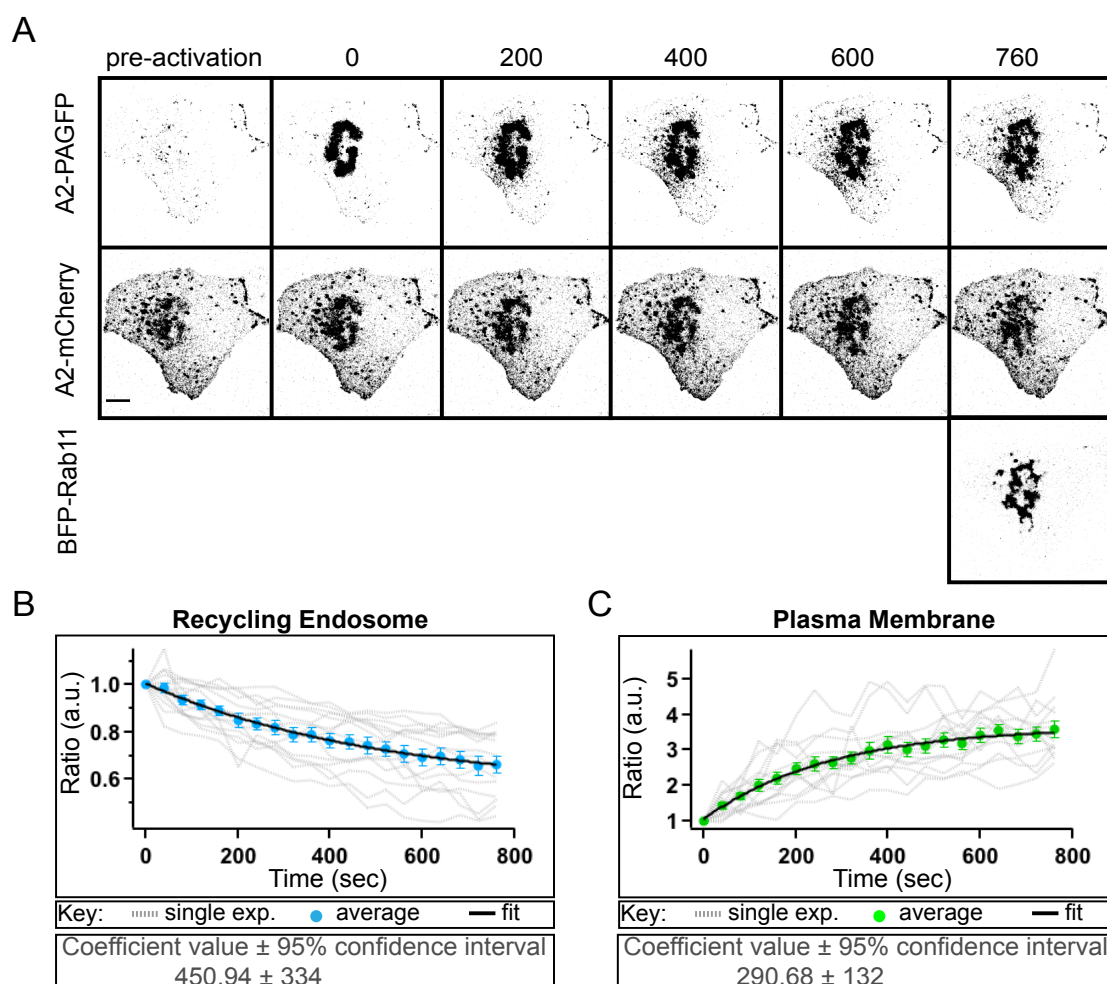 A
pre-activation 0 200 400 600 760
A2-PAGFP
A2-mCherry
BFP-Rab11
B
Recycling Endosome
Ratio (a.u.)
1.0
0.8
0.6
0 200 400 600 800
Time (sec)
Key: single exp. average fit
Coefficient value ± 95% confidence interval
450.94 ± 334
C
Plasma Membrane
Ratio (a.u.)
5
4
3
2
1
0 200 400 600 800
Time (sec)
Key: single exp. average fit
Coefficient value ± 95% confidence interval
290.68 ± 132